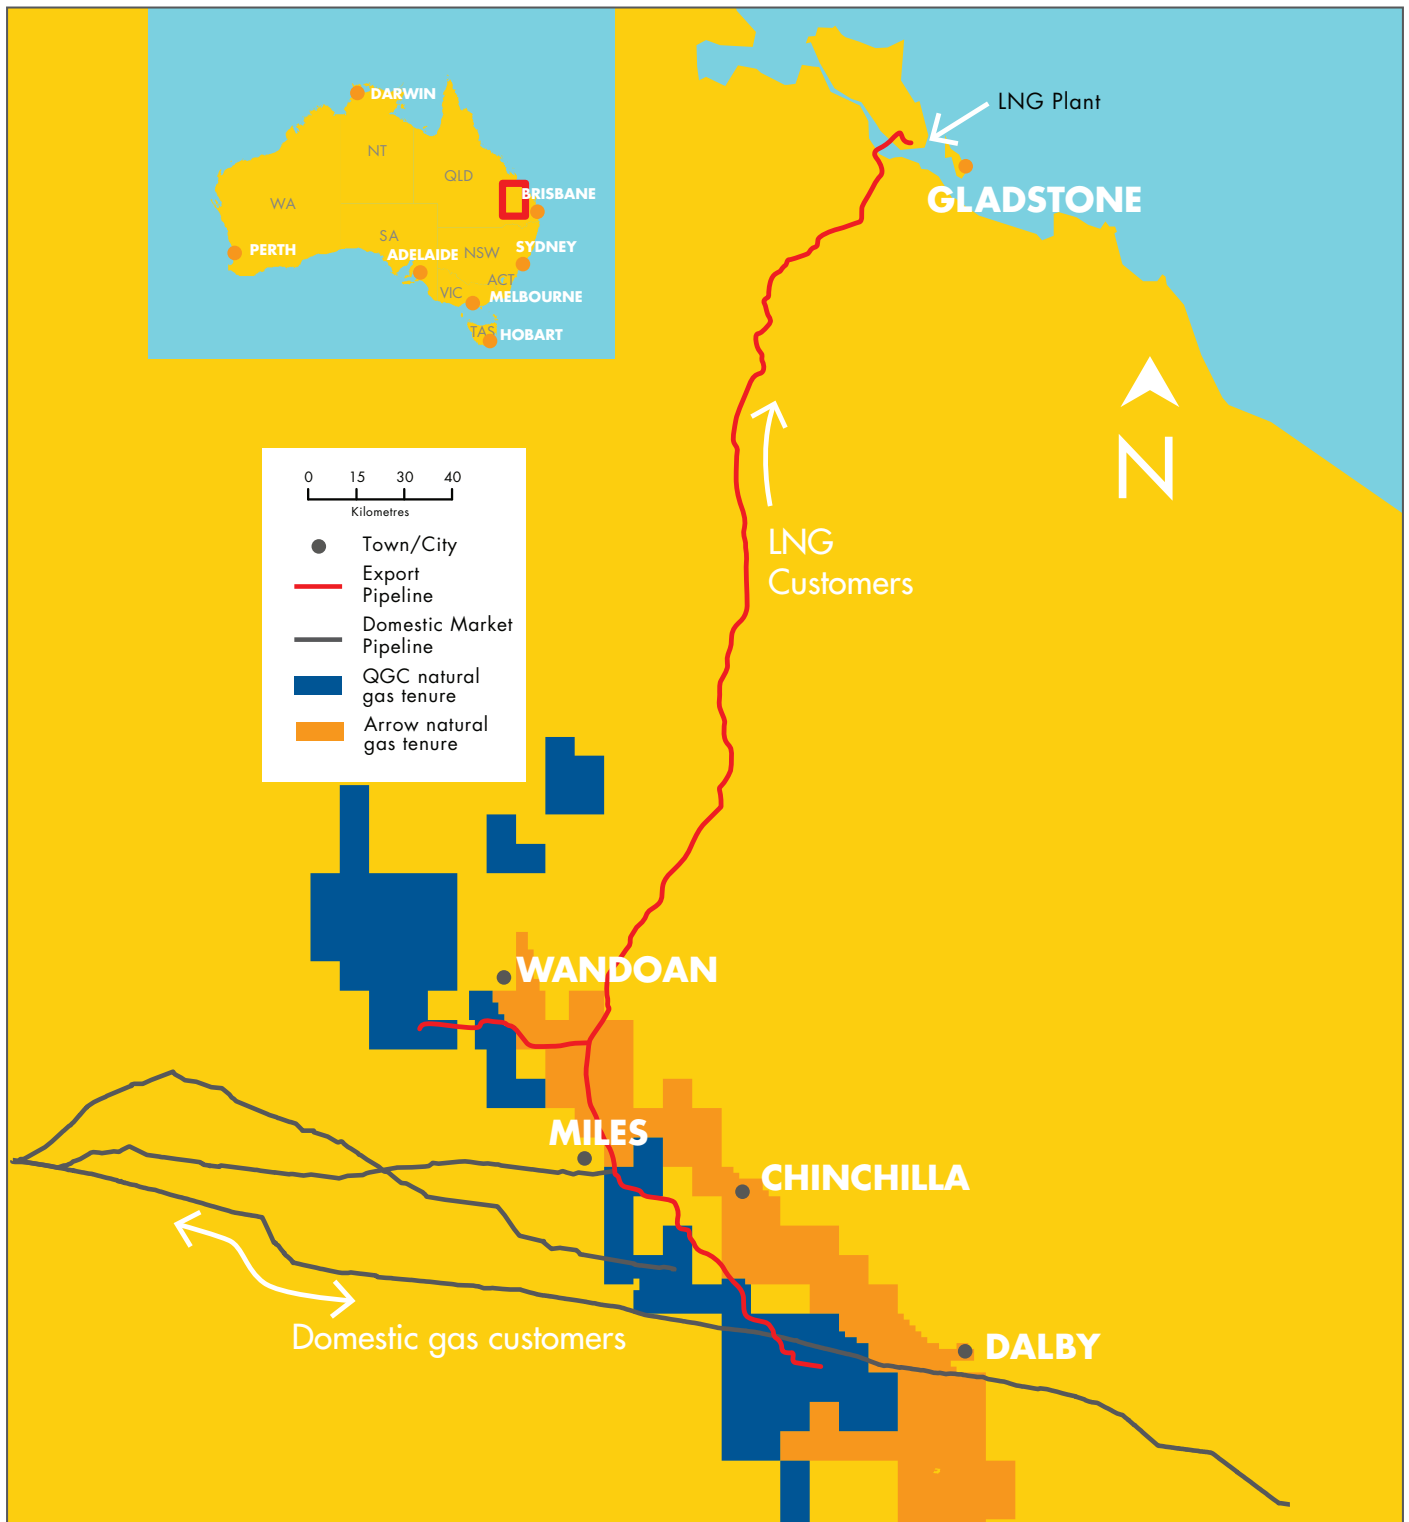 DARWIN
NT
QLD
WA
BRISBANE
SA
PERTH
ADELAIDE
NSW
SYDNEY
ACT
VIC
MELBOURNE
TAS
HOBART
LNG Plant
GLADSTONE
N
0 15 30 40
Kilometres
Town/City
Export
Pipeline
Domestic Market
Pipeline
QGC natural
gas tenure
Arrow natural
gas tenure
LNG
Customers
WANDOAN
MILES
CHINCHILLA
DALBY
Domestic gas customers